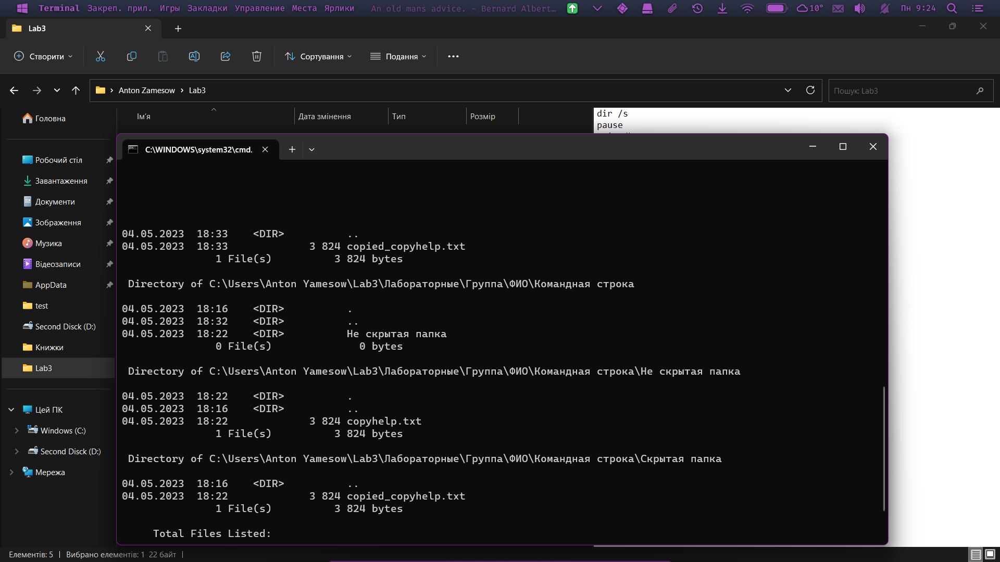 Terminal Закреп. прил. Игры Закладки Управление Места Ярлики An old mans advice. - Bernard Albert… 10° Пн 9:24
Lab3
Створити Сортування Подання
Anton Zamesow Lab3 Пошук: Lab3
Ім'я Дата змінення Тип Розмір
dir /s
pause
Головна
Робочий стіл
Завантаження
Документи
Зображення
Музика
Відеозаписи
AppData
test
Second Disck (D:)
Книжки
Lab3
Цей ПК
Windows (C:)
Second Disck (D:)
Мережа
C:\WINDOWS\system32\cmd.
04.05.2023 18:33 <DIR> ..
04.05.2023 18:33 3 824 copied_copyhelp.txt
1 File(s) 3 824 bytes
Directory of C:\Users\Anton Yamesow\Lab3\Лабораторные\Группа\ФИО\Командная строка
04.05.2023 18:16 <DIR> .
04.05.2023 18:32 <DIR> ..
04.05.2023 18:22 <DIR> Не скрытая папка
0 File(s) 0 bytes
Directory of C:\Users\Anton Yamesow\Lab3\Лабораторные\Группа\ФИО\Командная строка\Не скрытая папка
04.05.2023 18:22 <DIR> .
04.05.2023 18:16 <DIR> ..
04.05.2023 18:22 3 824 copyhelp.txt
1 File(s) 3 824 bytes
Directory of C:\Users\Anton Yamesow\Lab3\Лабораторные\Группа\ФИО\Командная строка\Скрытая папка
04.05.2023 18:16 <DIR> ..
04.05.2023 18:22 3 824 copied_copyhelp.txt
1 File(s) 3 824 bytes
Total Files Listed:
Елементів: 5 Вибрано елементів: 1 22 байт